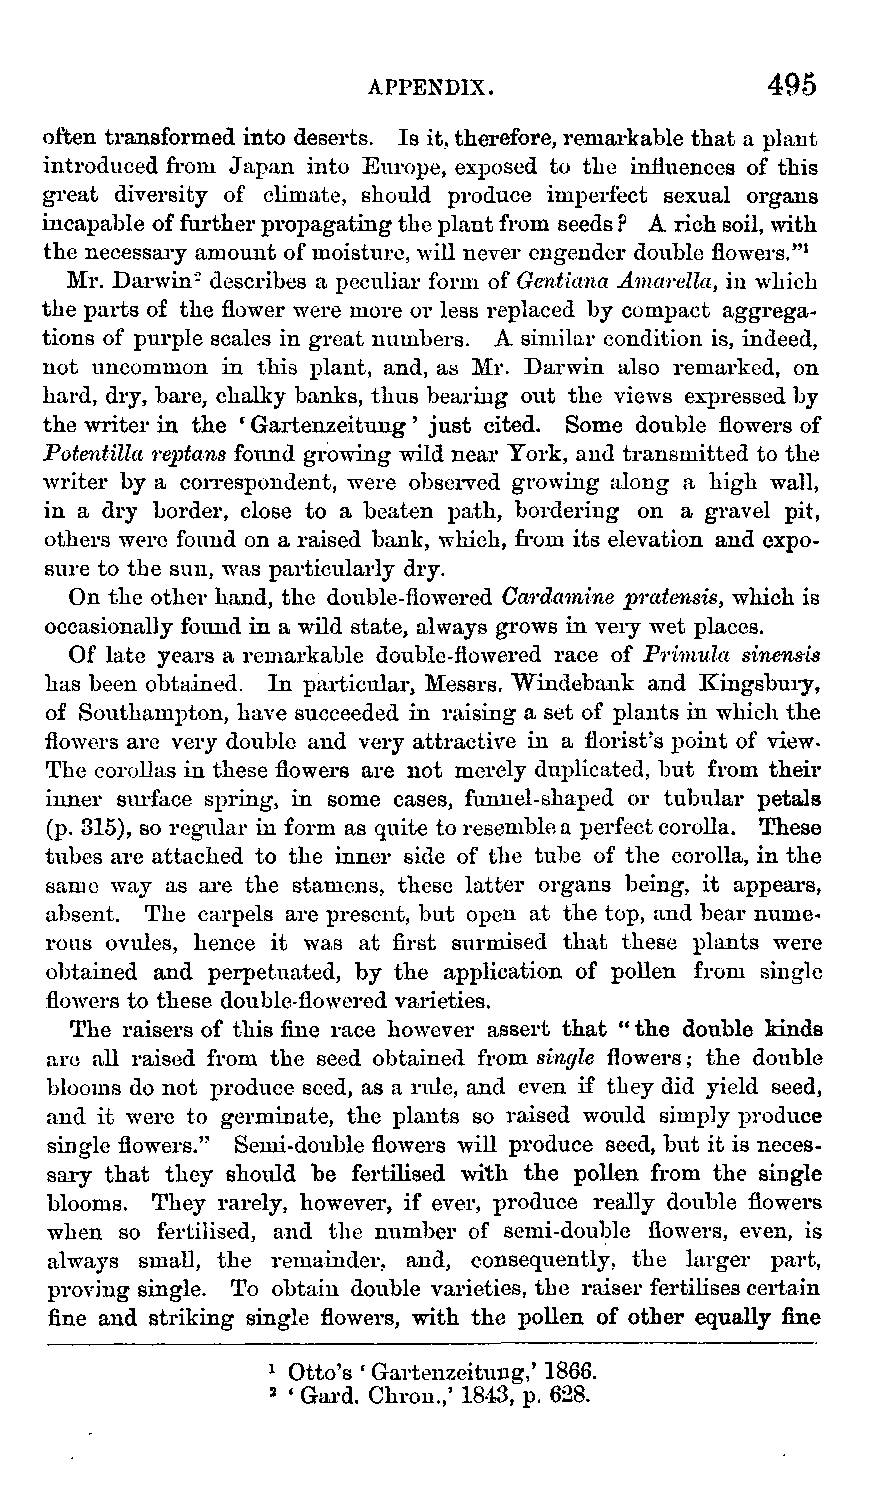 APPENDIX. 495
often transformed into deserts. Is it, therefore, remarkable that a plant
introduced from Japan into Europe, exposed to the influences of this
great diversity of climate, should produce imperfect sexual organs
incapable of further propagating the plant from seeds? A rich soil, with
the necessary amount of moisture, will never engender double flowers."¹
Mr. Darwin² describes a peculiar form of Gentiana Amarella, in which
the parts of the flower were more or less replaced by compact aggrega-
tions of purple scales in great numbers. A similar condition is, indeed,
not uncommon in this plant, and, as Mr. Darwin also remarked, on
hard, dry, bare, chalky banks, thus bearing out the views expressed by
the writer in the ‘Gartenzeitung’ just cited. Some double flowers of
Potentilla reptans found growing wild near York, and transmitted to the
writer by a correspondent, were observed growing along a high wall,
in a dry border, close to a beaten path, bordering on a gravel pit,
others were found on a raised bank, which, from its elevation and expo-
sure to the sun, was particularly dry.
On the other hand, the double-flowered Cardamine pratensis, which is
occasionally found in a wild state, always grows in very wet places.
Of late years a remarkable double-flowered race of Primula sinensis
has been obtained. In particular, Messrs. Windebank and Kingsbury,
of Southampton, have succeeded in raising a set of plants in which the
flowers are very double and very attractive in a florist's point of view.
The corollas in these flowers are not merely duplicated, but from their
inner surface spring, in some cases, funnel-shaped or tubular petals
(p. 315), so regular in form as quite to resemble a perfect corolla. These
tubes are attached to the inner side of the tube of the corolla, in the
same way as are the stamens, these latter organs being, it appears,
absent. The carpels are present, but open at the top, and bear nume-
rous ovules, hence it was at first surmised that these plants were
obtained and perpetuated, by the application of pollen from single
flowers to these double-flowered varieties.
The raisers of this fine race however assert that "the double kinds
are all raised from the seed obtained from single flowers; the double
blooms do not produce seed, as a rule, and even if they did yield seed,
and it were to germinate, the plants so raised would simply produce
single flowers." Semi-double flowers will produce seed, but it is neces-
sary that they should be fertilised with the pollen from the single
blooms. They rarely, however, if ever, produce really double flowers
when so fertilised, and the number of semi-double flowers, even, is
always small, the remainder, and, consequently, the larger part,
proving single. To obtain double varieties, the raiser fertilises certain
fine and striking single flowers, with the pollen of other equally fine
¹ Otto's ‘Gartenzeitung,’ 1866.
² ‘Gard. Chron.,’ 1843, p. 628.